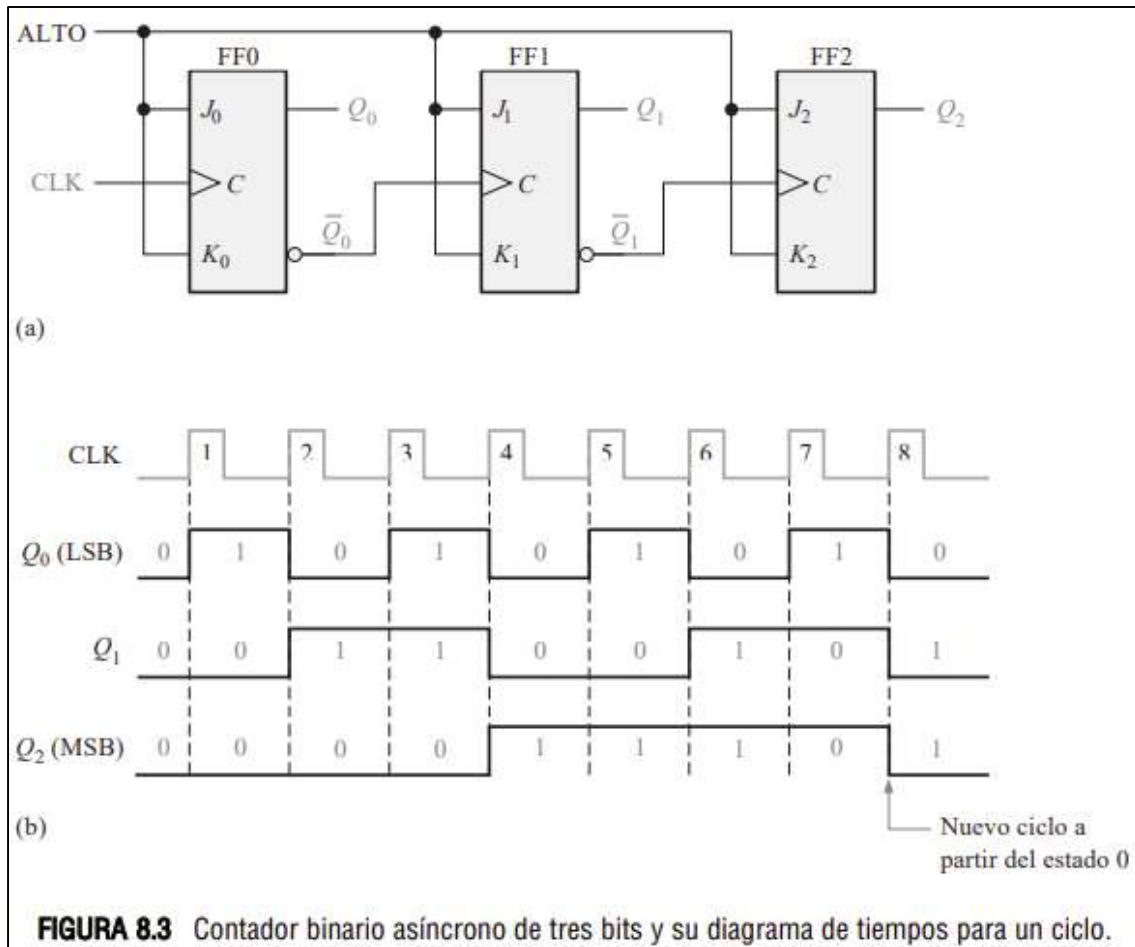 ALTO
FF0 FF1 FF2
J0 Q0 J1 Q1 J2 Q2
CLK C C C
Q̅0 Q̅1
K0 K1 K2
(a)
CLK 1 2 3 4 5 6 7 8
Q0 (LSB) 0 1 0 1 0 1 0 1 0
Q1 0 0 1 1 0 0 1 0 1
Q2 (MSB) 0 0 0 0 1 1 1 0 1
(b)
Nuevo ciclo a
partir del estado 0
FIGURA 8.3 Contador binario asíncrono de tres bits y su diagrama de tiempos para un ciclo.